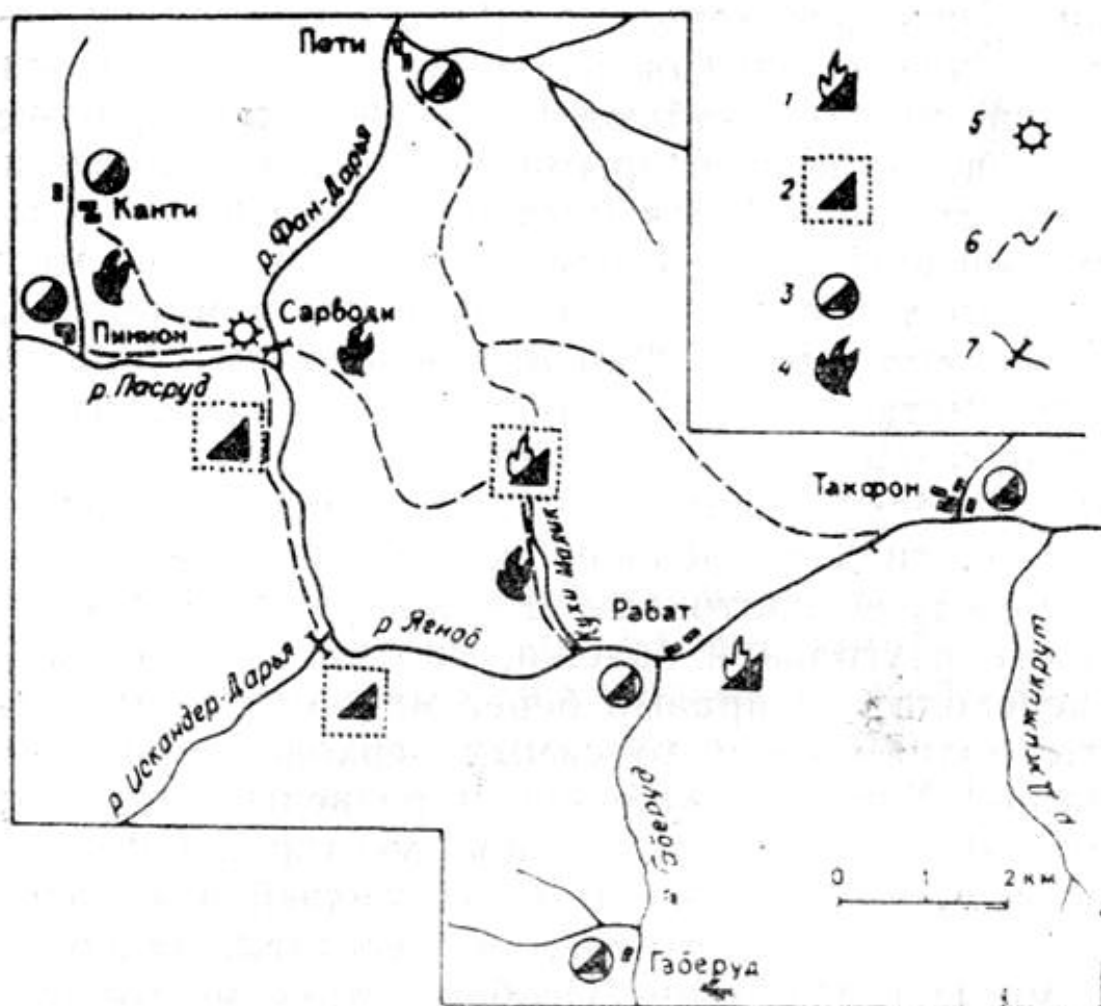 Пети
1
5
р. Фан-Дарья
2
Канти
6
3
Сарводи
Пиньон
4
7
р. Пасруд
Такфон
Кухи Малик
Рабат
р Ягноб
р Искандер-Дарья
р Джижикрут
Габеруд
0 1 2 км
Габеруд